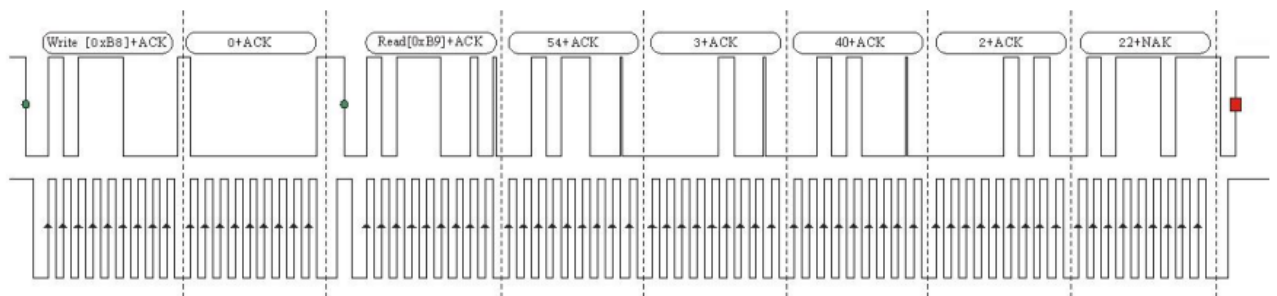 Write [0xB8]+ACK
0+ACK
Read[0xB9]+ACK
54+ACK
3+ACK
40+ACK
2+ACK
22+NAK